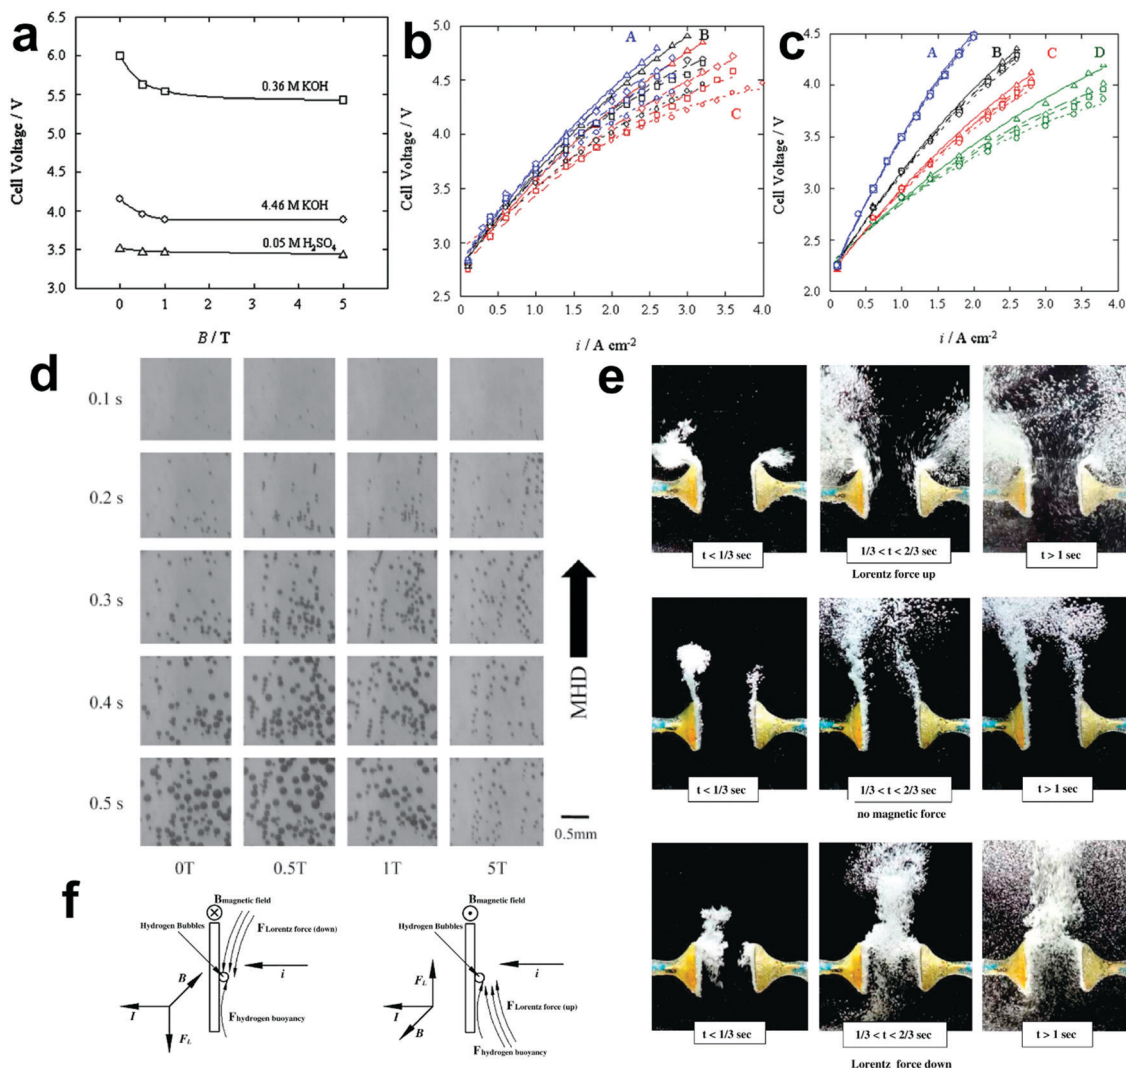 a
6.5
6.0
5.5
5.0
4.5
4.0
3.5
3.0
Cell Voltage / V
0.36 M KOH
4.46 M KOH
0.05 M H₂SO₄
0 1 2 3 4 5
B / T
b
5.0
4.5
4.0
3.5
3.0
2.5
Cell Voltage / V
A
B
C
0.0 0.5 1.0 1.5 2.0 2.5 3.0 3.5 4.0
i / A cm⁻²
c
4.5
4.0
3.5
3.0
2.5
2.0
Cell Voltage / V
A
B
C
D
0.0 0.5 1.0 1.5 2.0 2.5 3.0 3.5 4.0
i / A cm⁻²
d
0.1 s
0.2 s
0.3 s
0.4 s
0.5 s
MHD
0.5mm
0T 0.5T 1T 5T
e
t < 1/3 sec
1/3 < t < 2/3 sec
t > 1 sec
Lorentz force up
t < 1/3 sec
1/3 < t < 2/3 sec
t > 1 sec
no magnetic force
t < 1/3 sec
1/3 < t < 2/3 sec
t > 1 sec
Lorentz force down
f
Bmagnetic field
Hydrogen Bubbles
FLorentz force (down)
B
i
I
FL
Fhydrogen buoyancy
Bmagnetic field
Hydrogen Bubbles
FL
i
I
B
FLorentz force (up)
Fhydrogen buoyancy